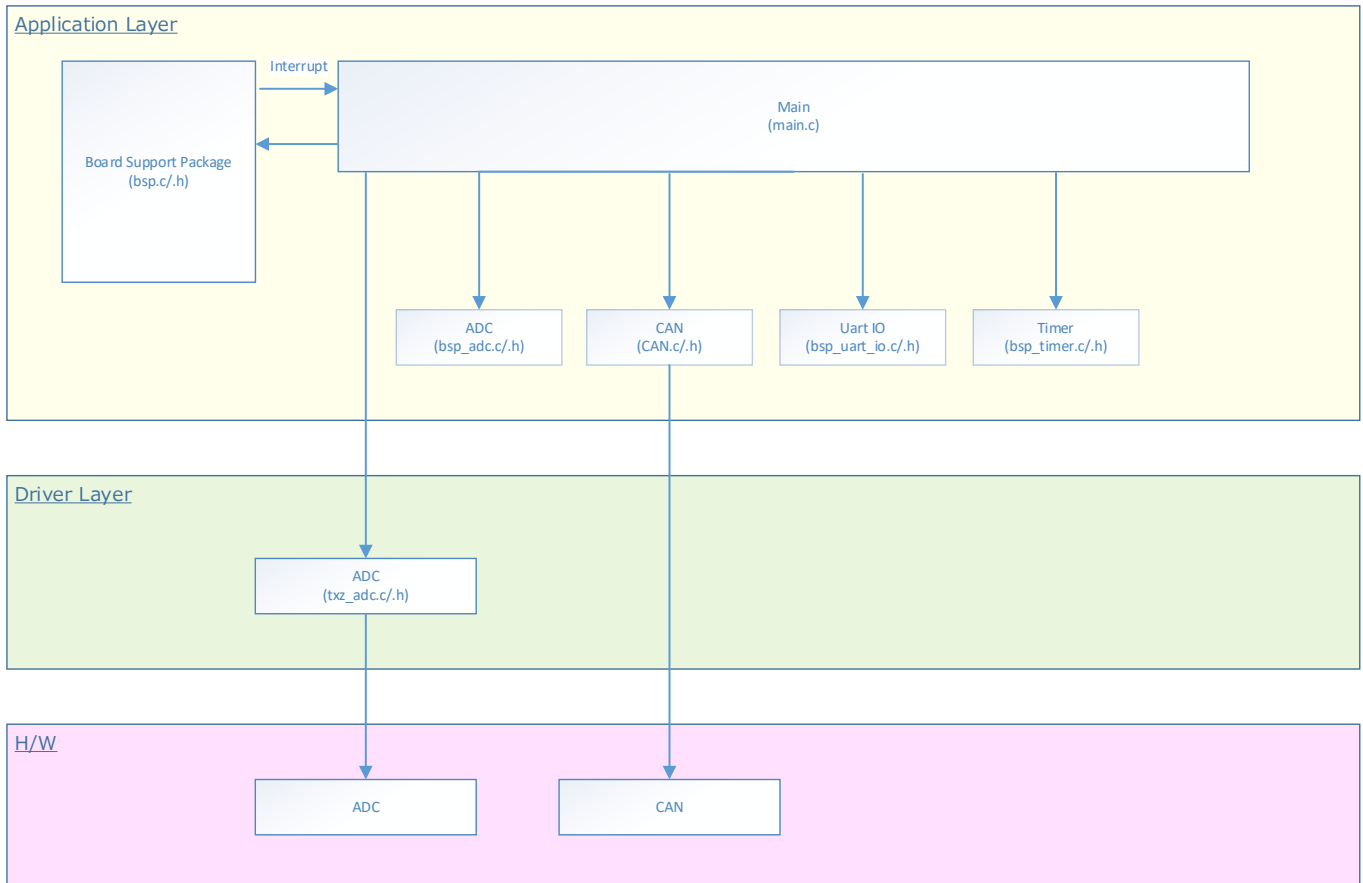 Application Layer
Interrupt
Main
(main.c)
Board Support Package
(bsp.c/.h)
ADC
(bsp_adc.c/.h)
CAN
(CAN.c/.h)
Uart IO
(bsp_uart_io.c/.h)
Timer
(bsp_timer.c/.h)
Driver Layer
ADC
(txz_adc.c/.h)
H/W
ADC
CAN